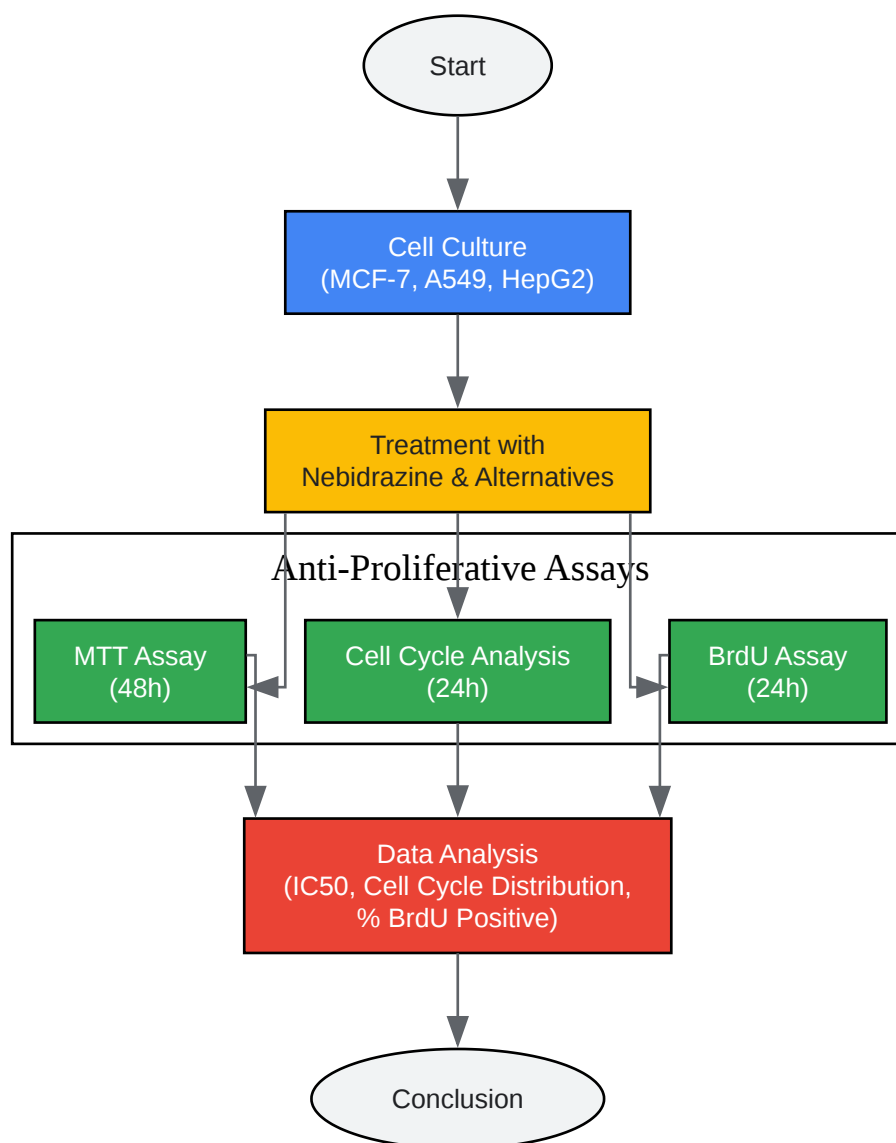 Start
Cell Culture
(MCF-7, A549, HepG2)
Treatment with
Nebidrazine & Alternatives
Anti-Proliferative Assays
MTT Assay
(48h)
Cell Cycle Analysis
(24h)
BrdU Assay
(24h)
Data Analysis
(IC50, Cell Cycle Distribution,
% BrdU Positive)
Conclusion